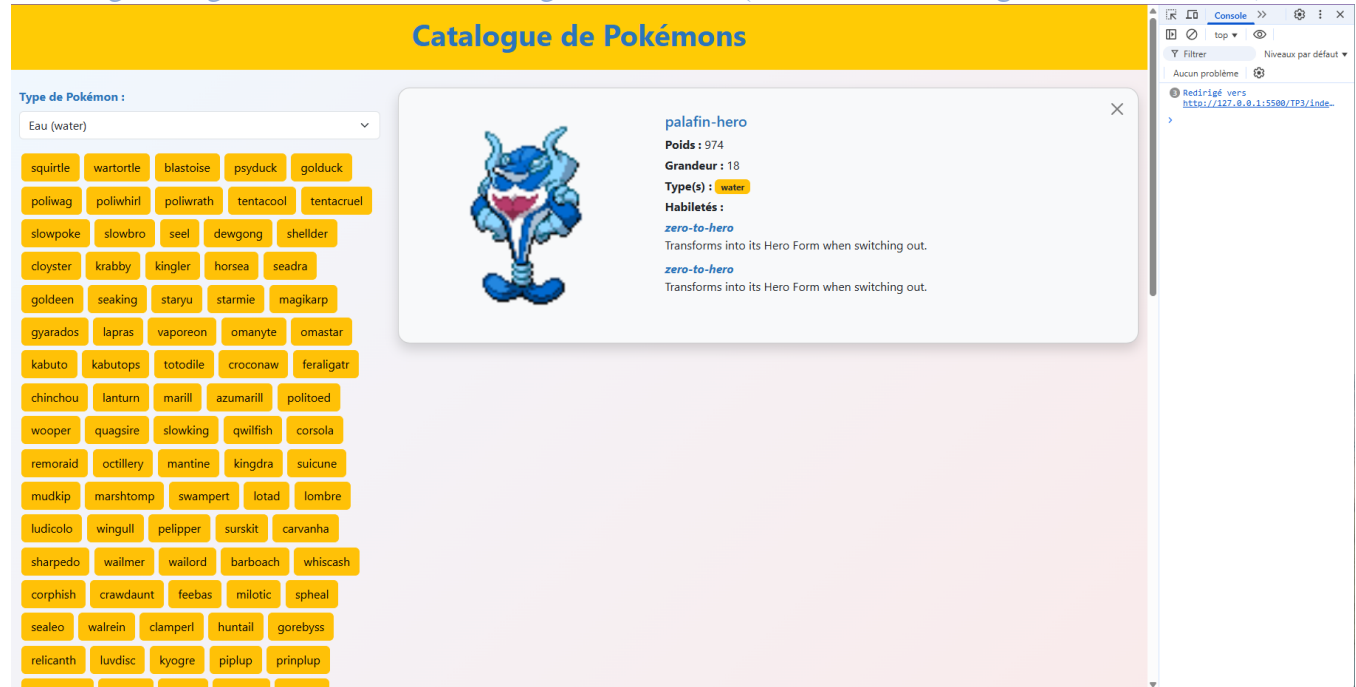 Catalogue de Pokémons
Type de Pokémon :
Eau (water)
squirtle wartortle blastoise psyduck golduck
poliwag poliwhirl poliwrath tentacool tentacruel
slowpoke slowbro seel dewgong shellder
cloyster krabby kingler horsea seadra
goldeen seaking staryu starmie magikarp
gyarados lapras vaporeon omanyte omastar
kabuto kabutops totodile croconaw feraligatr
chinchou lanturn marill azumarill politoed
wooper quagsire slowking qwilfish corsola
remoraid octillery mantine kingdra suicune
mudkip marshtomp swampert lotad lombre
ludicolo wingull pelipper surskit carvanha
sharpedo wailmer wailord barboach whiscash
corphish crawdaunt feebas milotic spheal
sealeo walrein clamperl huntail gorebyss
relicanth luvdisc kyogre piplup prinplup
palafin-hero
Poids : 974
Grandeur : 18
Type(s) : water
Habiletés :
zero-to-hero
Transforms into its Hero Form when switching out.
zero-to-hero
Transforms into its Hero Form when switching out.
Console
top
Filtrer Niveaux par défaut
Aucun problème
3 Redirigé vers
http://127.0.0.1:5500/TP3/inde…